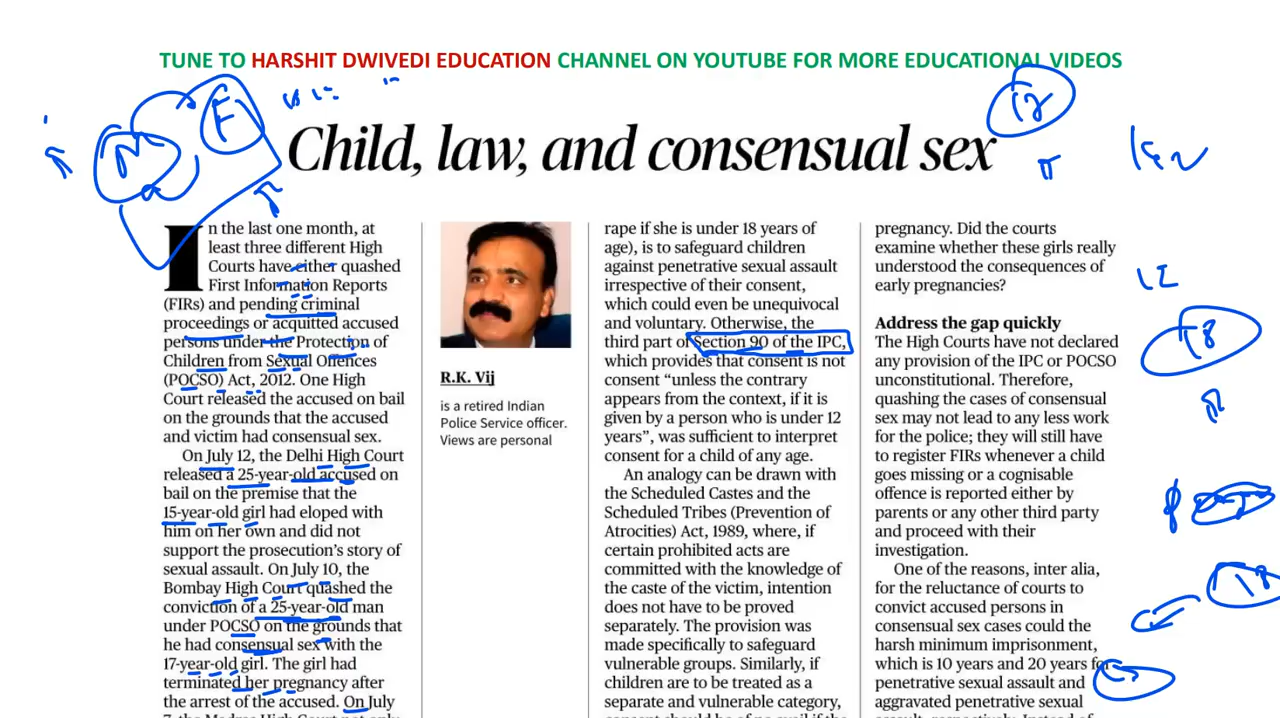 TUNE TO HARSHIT DWIVEDI EDUCATION CHANNEL ON YOUTUBE FOR MORE EDUCATIONAL VIDEOS
M
F
18
Child, law, and consensual sex
In the last one month, at
least three different High
Courts have either quashed
First Information Reports
(FIRs) and pending criminal
proceedings or acquitted accused
persons under the Protection of
Children from Sexual Offences
(POCSO) Act, 2012. One High
Court released the accused on bail
on the grounds that the accused
and victim had consensual sex.
On July 12, the Delhi High Court
released a 25-year-old accused on
bail on the premise that the
15-year-old girl had eloped with
him on her own and did not
support the prosecution's story of
sexual assault. On July 10, the
Bombay High Court quashed the
conviction of a 25-year-old man
under POCSO on the grounds that
he had consensual sex with the
17-year-old girl. The girl had
terminated her pregnancy after
the arrest of the accused. On July
7, the Madras High Court not only
R.K. Vij
is a retired Indian
Police Service officer.
Views are personal
rape if she is under 18 years of
age), is to safeguard children
against penetrative sexual assault
irrespective of their consent,
which could even be unequivocal
and voluntary. Otherwise, the
third part of Section 90 of the IPC,
which provides that consent is not
consent “unless the contrary
appears from the context, if it is
given by a person who is under 12
years”, was sufficient to interpret
consent for a child of any age.
An analogy can be drawn with
the Scheduled Castes and the
Scheduled Tribes (Prevention of
Atrocities) Act, 1989, where, if
certain prohibited acts are
committed with the knowledge of
the caste of the victim, intention
does not have to be proved
separately. The provision was
made specifically to safeguard
vulnerable groups. Similarly, if
children are to be treated as a
separate and vulnerable category,
consent should be of no avail if the
pregnancy. Did the courts
examine whether these girls really
understood the consequences of
early pregnancies?
Address the gap quickly
The High Courts have not declared
any provision of the IPC or POCSO
unconstitutional. Therefore,
quashing the cases of consensual
sex may not lead to any less work
for the police; they will still have
to register FIRs whenever a child
goes missing or a cognisable
offence is reported either by
parents or any other third party
and proceed with their
investigation.
One of the reasons, inter alia,
for the reluctance of courts to
convict accused persons in
consensual sex cases could the
harsh minimum imprisonment,
which is 10 years and 20 years for
penetrative sexual assault and
aggravated penetrative sexual
assault, respectively. Instead of
18
18